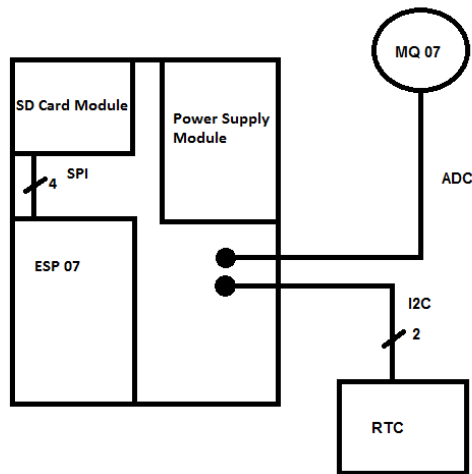 MQ 07
SD Card Module
Power Supply
Module
SPI
4
ADC
ESP 07
I2C
2
RTC